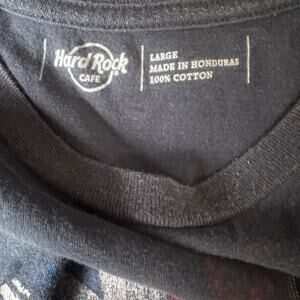 Hard Rock
CAFE
LARGE
MADE IN HONDURAS
100% COTTON